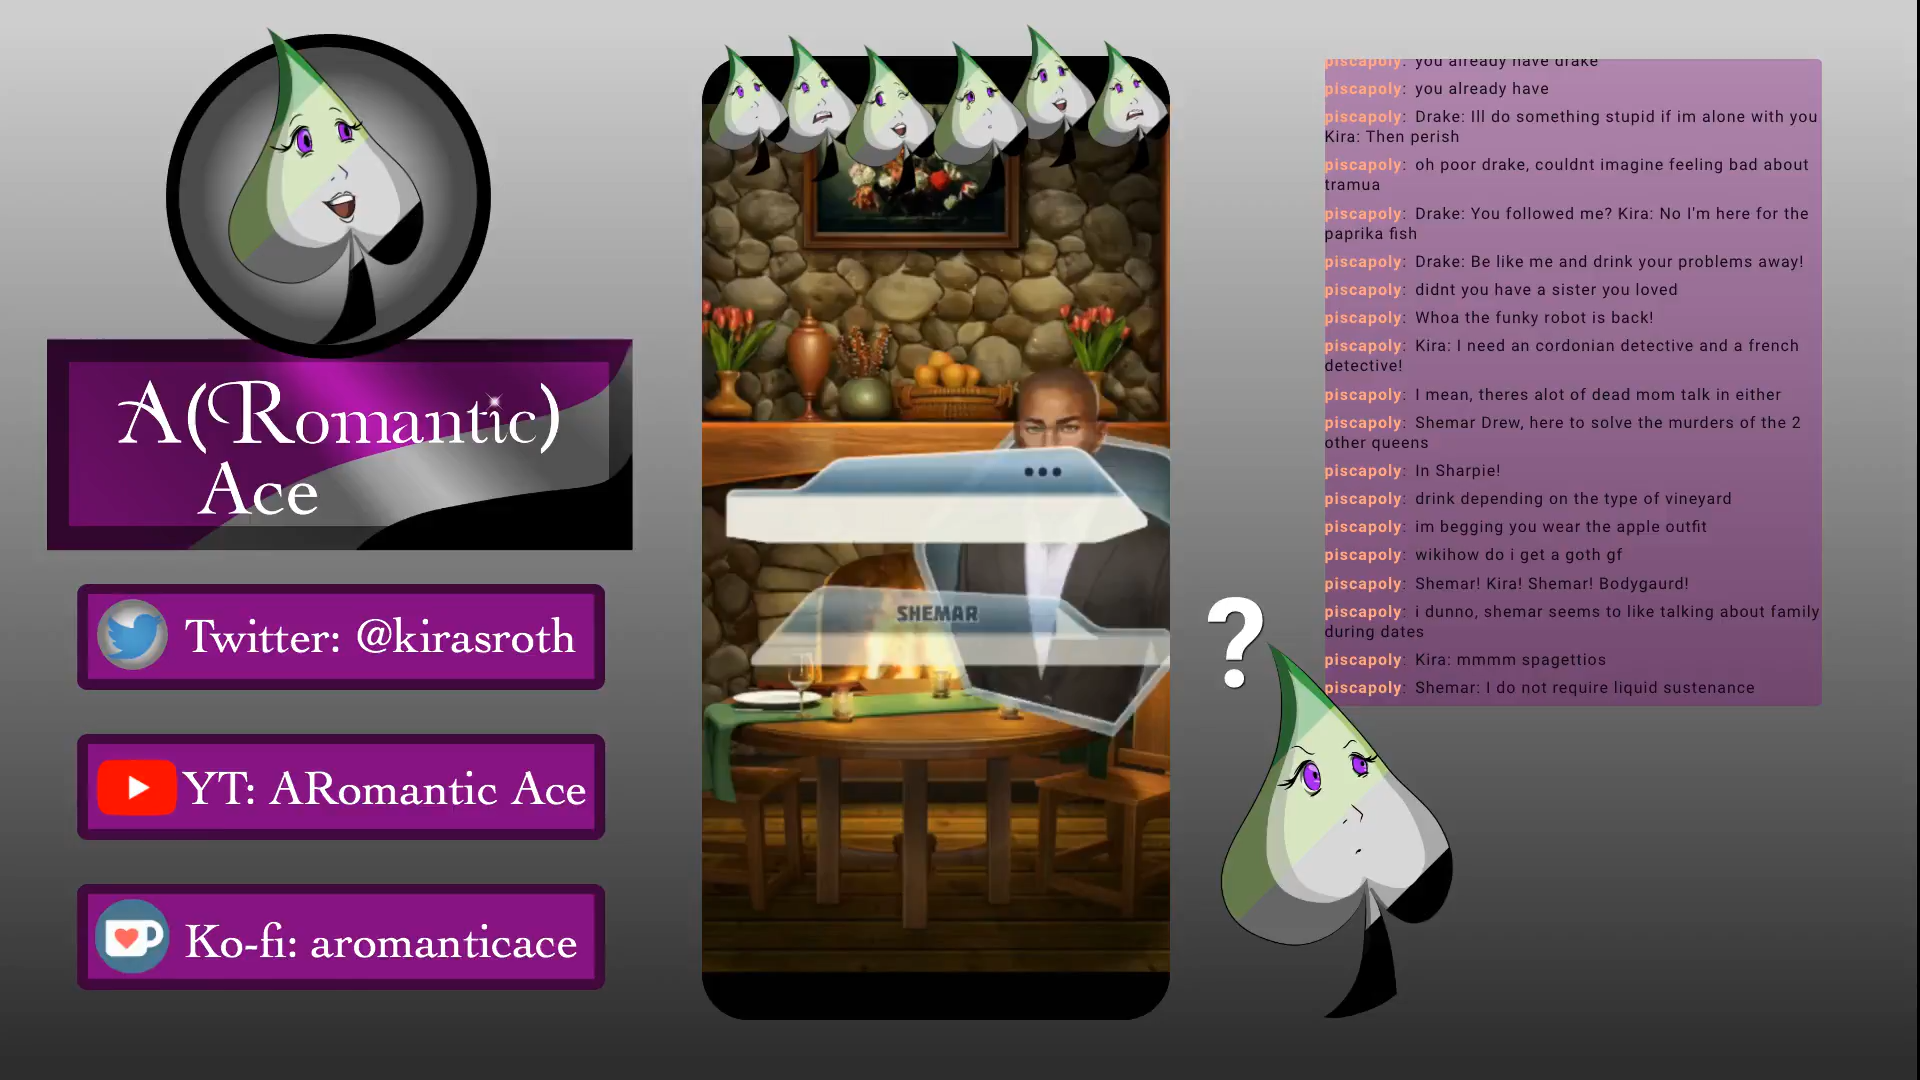 A(Romantic)
Ace
Twitter: @kirasroth
YT: ARomantic Ace
Ko-fi: aromanticace
SHEMAR
?
piscapoly: you already have drake
piscapoly: you already have
piscapoly: Drake: Ill do something stupid if im alone with you
Kira: Then perish
piscapoly: oh poor drake, couldnt imagine feeling bad about
tramua
piscapoly: Drake: You followed me? Kira: No I'm here for the
paprika fish
piscapoly: Drake: Be like me and drink your problems away!
piscapoly: didnt you have a sister you loved
piscapoly: Whoa the funky robot is back!
piscapoly: Kira: I need an cordonian detective and a french
detective!
piscapoly: I mean, theres alot of dead mom talk in either
piscapoly: Shemar Drew, here to solve the murders of the 2
other queens
piscapoly: In Sharpie!
piscapoly: drink depending on the type of vineyard
piscapoly: im begging you wear the apple outfit
piscapoly: wikihow do i get a goth gf
piscapoly: Shemar! Kira! Shemar! Bodygaurd!
piscapoly: i dunno, shemar seems to like talking about family
during dates
piscapoly: Kira: mmmm spagettios
piscapoly: Shemar: I do not require liquid sustenance